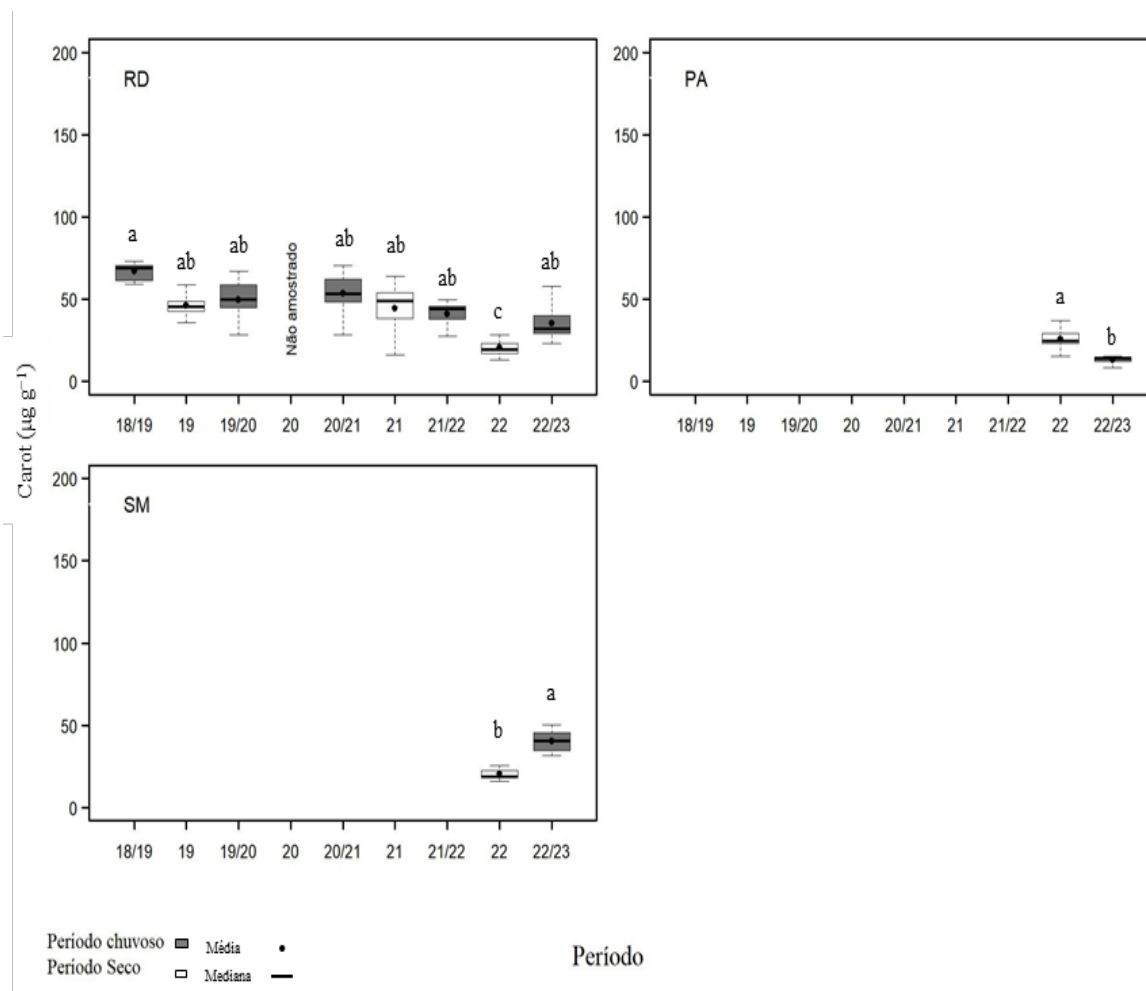 Carot (µg g⁻¹)
200
150
100
50
0
RD
a
ab
ab
Não amostrado
ab
ab
ab
c
ab
18/19 19 19/20 20 20/21 21 21/22 22 22/23
200
150
100
50
0
PA
a
b
18/19 19 19/20 20 20/21 21 21/22 22 22/23
200
150
100
50
0
SM
b
a
18/19 19 19/20 20 20/21 21 21/22 22 22/23
Período chuvoso Média
Período Seco Mediana
Período